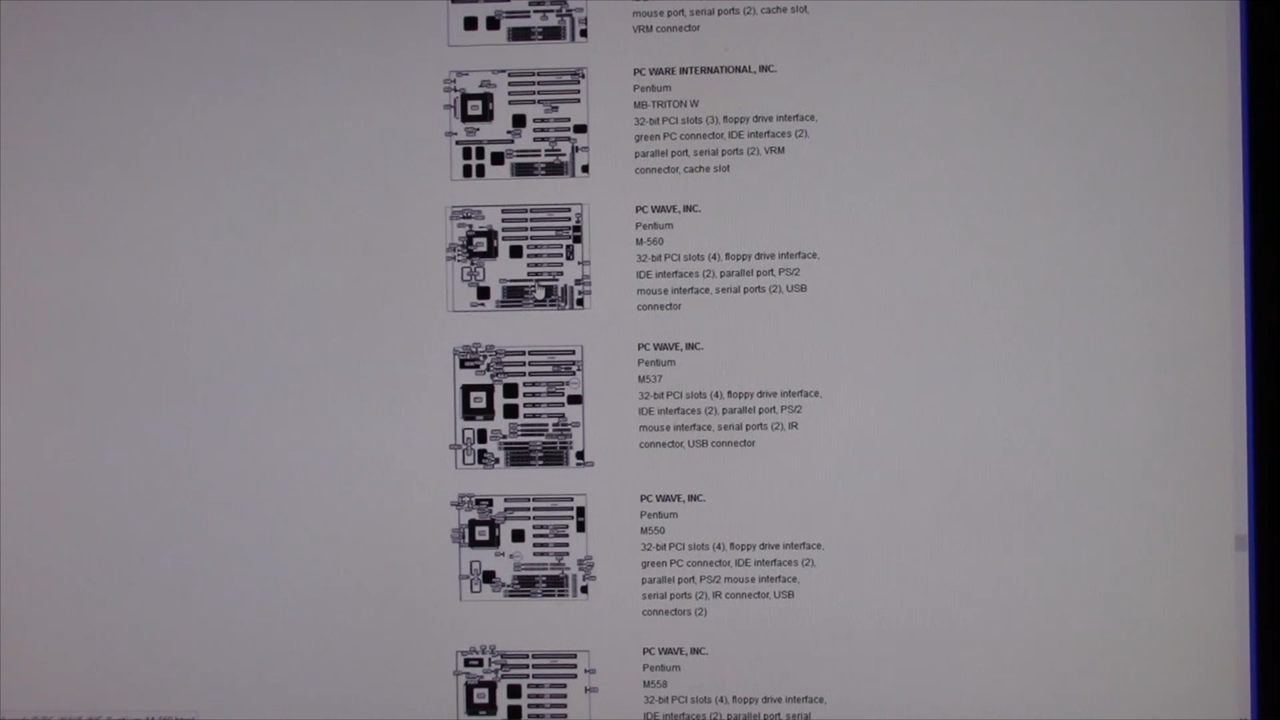 mouse port, serial ports (2), cache slot,
VRM connector
PC WARE INTERNATIONAL, INC.
Pentium
MB-TRITON W
32-bit PCI slots (3), floppy drive interface,
green PC connector, IDE interfaces (2),
parallel port, serial ports (2), VRM
connector, cache slot
PC WAVE, INC.
Pentium
M-560
32-bit PCI slots (4), floppy drive interface,
IDE interfaces (2), parallel port, PS/2
mouse interface, serial ports (2), USB
connector
PC WAVE, INC.
Pentium
M537
32-bit PCI slots (4), floppy drive interface,
IDE interfaces (2), parallel port, PS/2
mouse interface, serial ports (2), IR
connector, USB connector
PC WAVE, INC.
Pentium
M550
32-bit PCI slots (4), floppy drive interface,
green PC connector, IDE interfaces (2),
parallel port, PS/2 mouse interface,
serial ports (2), IR connector, USB
connectors (2)
PC WAVE, INC.
Pentium
M558
32-bit PCI slots (4), floppy drive interface,
IDE interfaces (2), parallel port, serial